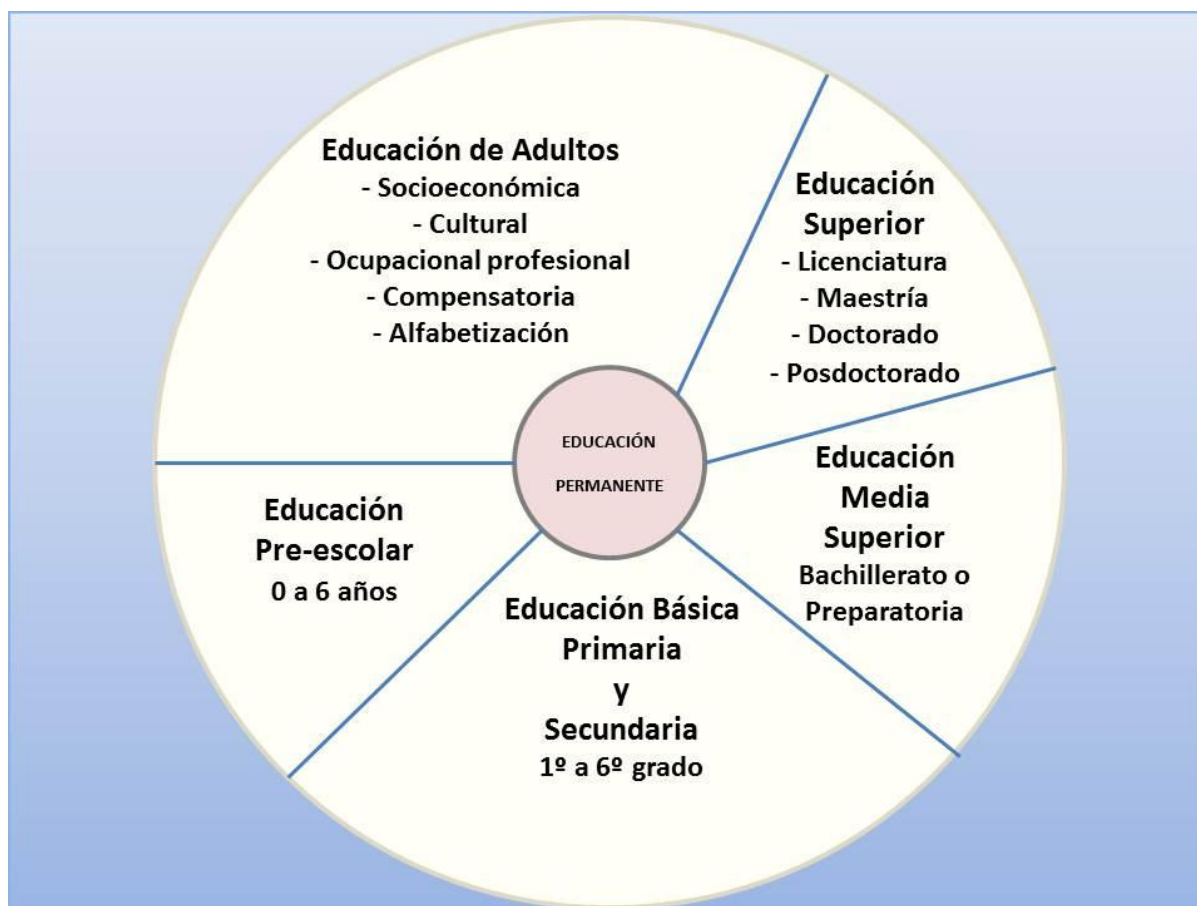 Educación de Adultos
- Socioeconómica
- Cultural
- Ocupacional profesional
- Compensatoria
- Alfabetización
Educación
Superior
- Licenciatura
- Maestría
- Doctorado
- Posdoctorado
EDUCACIÓN
PERMANENTE
Educación
Media
Superior
Bachillerato o
Preparatoria
Educación
Pre-escolar
0 a 6 años
Educación Básica
Primaria
y
Secundaria
1º a 6º grado